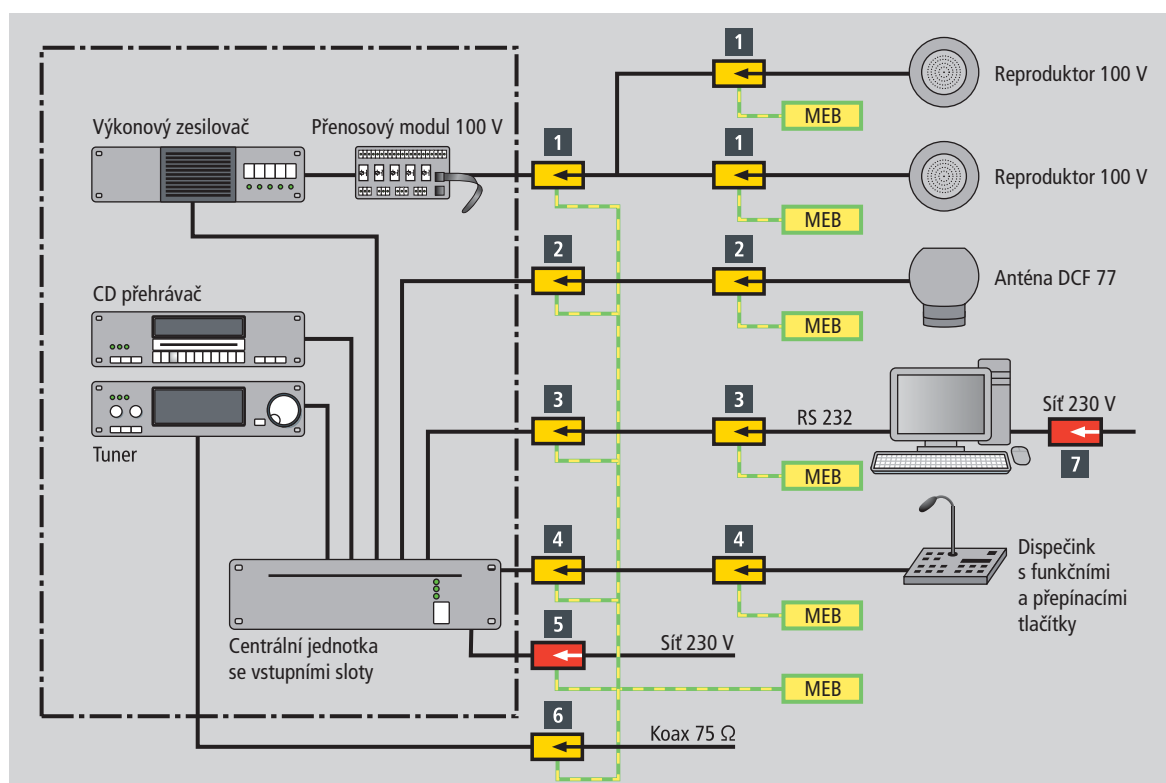 1
Reproduktor 100 V
MEB
Výkonový zesilovač
Přenosový modul 100 V
1
1
Reproduktor 100 V
MEB
2
2
Anténa DCF 77
MEB
CD přehrávač
Tuner
3
3
RS 232
Síť 230 V
7
MEB
4
4
Dispečink
s funkčními
a přepínacími
tlačítky
MEB
Centrální jednotka
se vstupními sloty
5
Síť 230 V
MEB
6
Koax 75 Ω